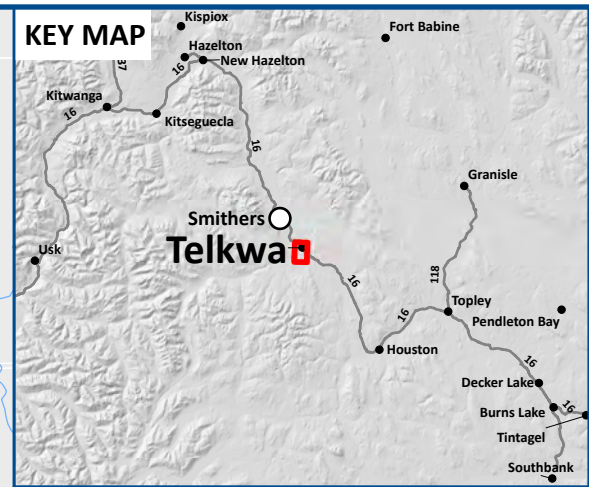 KEY MAP
Kispiox
Fort Babine
Hazelton
New Hazelton
16
37
Kitwanga
16
Kitseguecla
16
Granisle
Smithers
Telkwa
Usk
118
16
Topley
16
Pendleton Bay
Houston
16
Decker Lake
Burns Lake
16
Tintagel
Southbank